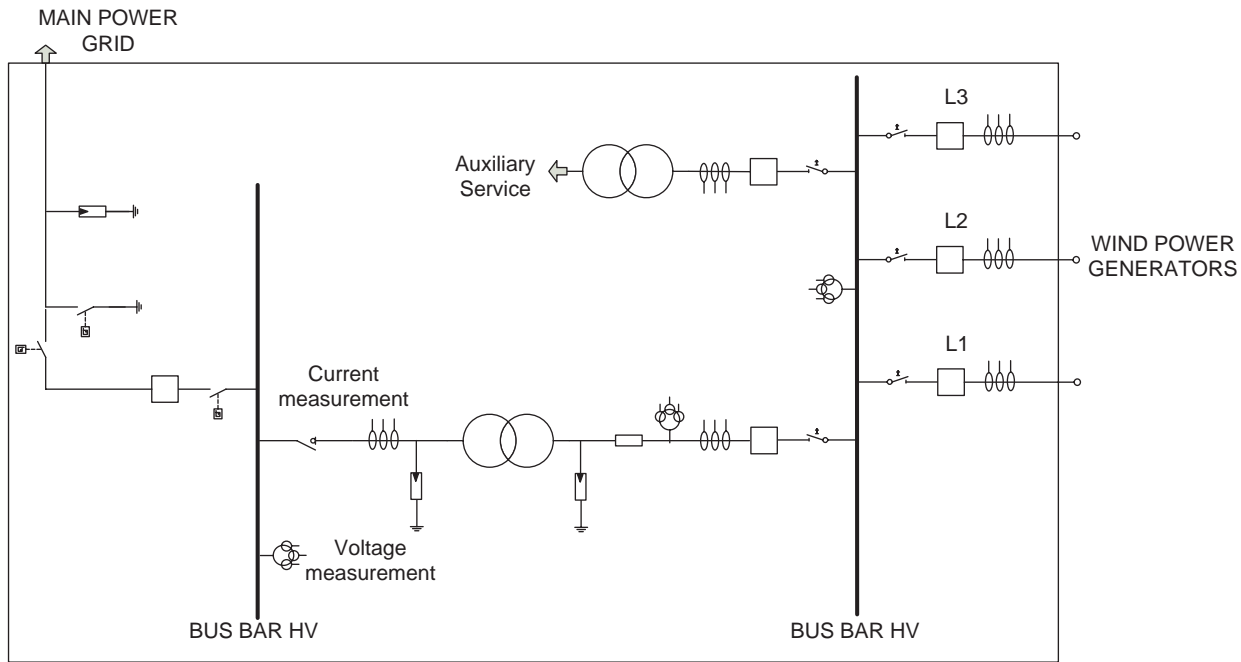 MAIN POWER
GRID
L3
Auxiliary
Service
L2
WIND POWER
GENERATORS
L1
Current
measurement
Voltage
measurement
BUS BAR HV
BUS BAR HV